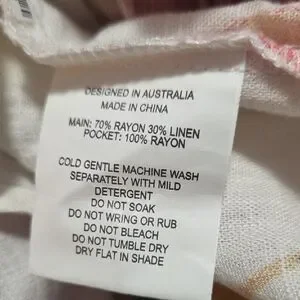 DESIGNED IN AUSTRALIA
MADE IN CHINA
MAIN: 70% RAYON 30% LINEN
POCKET: 100% RAYON
COLD GENTLE MACHINE WASH
SEPARATELY WITH MILD
DETERGENT
DO NOT SOAK
DO NOT WRING OR RUB
DO NOT BLEACH
DO NOT TUMBLE DRY
DRY FLAT IN SHADE